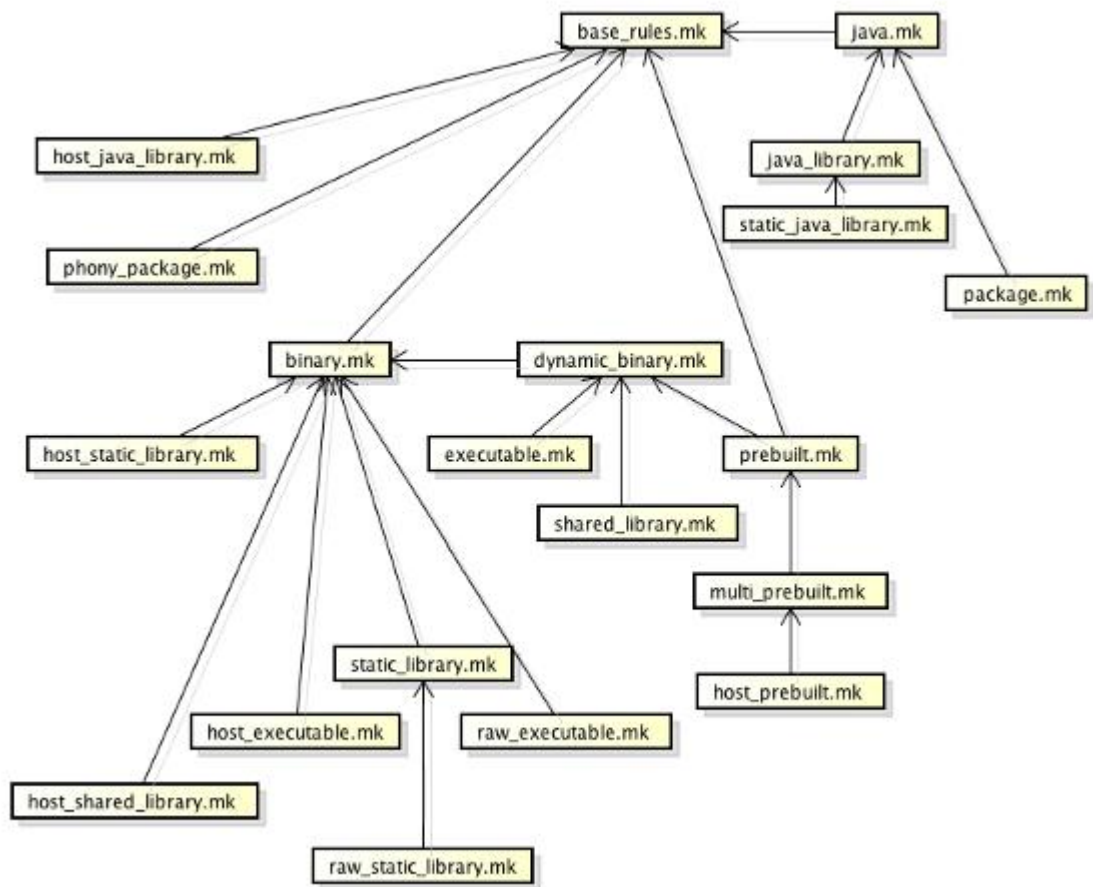 base_rules.mk
java.mk
host_java_library.mk
java_library.mk
static_java_library.mk
phony_package.mk
package.mk
binary.mk
dynamic_binary.mk
host_static_library.mk
executable.mk
prebuilt.mk
shared_library.mk
multi_prebuilt.mk
static_library.mk
host_prebuilt.mk
host_executable.mk
raw_executable.mk
host_shared_library.mk
raw_static_library.mk